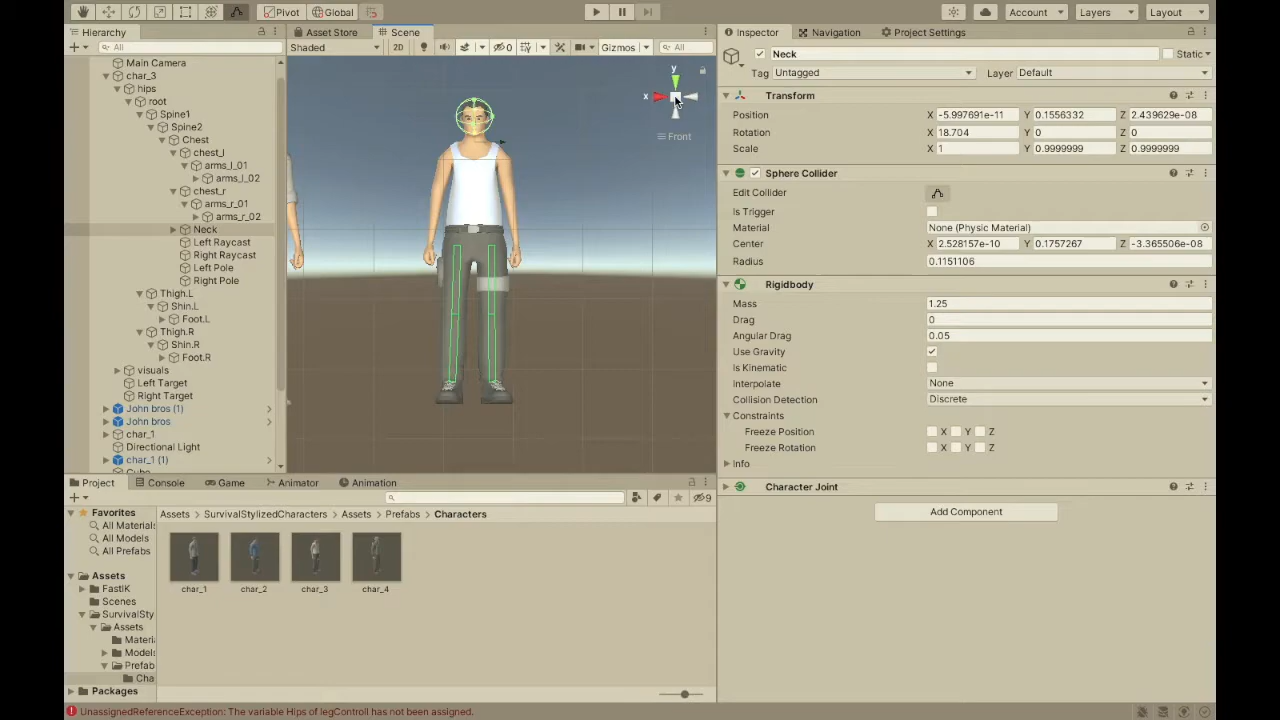 Pivot Global Account Layers Layout
Hierarchy
All
Main Camera
char_3
hips
root
Spine1
Spine2
Chest
chest_l
arms_l_01
arms_l_02
chest_r
arms_r_01
arms_r_02
Neck
Left Raycast
Right Raycast
Left Pole
Right Pole
Thigh.L
Shin.L
Foot.L
Thigh.R
Shin.R
Foot.R
visuals
Left Target
Right Target
John bros (1)
John bros
char_1
Directional Light
char_1 (1)
Asset Store Scene
Shaded 2D 0 Gizmos All
y
x
Front
Inspector Navigation Project Settings
Neck Static
Tag Untagged Layer Default
Transform
Position X -5.997691e-11 Y 0.1556332 Z 2.439629e-08
Rotation X 18.704 Y 0 Z 0
Scale X 1 Y 0.9999999 Z 0.9999999
Sphere Collider
Edit Collider
Is Trigger
Material None (Physic Material)
Center X 2.528157e-10 Y 0.1757267 Z -3.365506e-08
Radius 0.1151106
Rigidbody
Mass 1.25
Drag 0
Angular Drag 0.05
Use Gravity
Is Kinematic
Interpolate None
Collision Detection Discrete
Constraints
Freeze Position X Y Z
Freeze Rotation X Y Z
Info
Character Joint
Add Component
Project Console Game Animator Animation
9
Favorites
All Materials
All Models
All Prefabs
Assets
FastIK
Scenes
SurvivalSty
Assets
Materi
Models
Prefab
Cha
Packages
Assets > SurvivalStylizedCharacters > Assets > Prefabs > Characters
char_1 char_2 char_3 char_4
UnassignedReferenceException: The variable Hips of legControll has not been assigned.